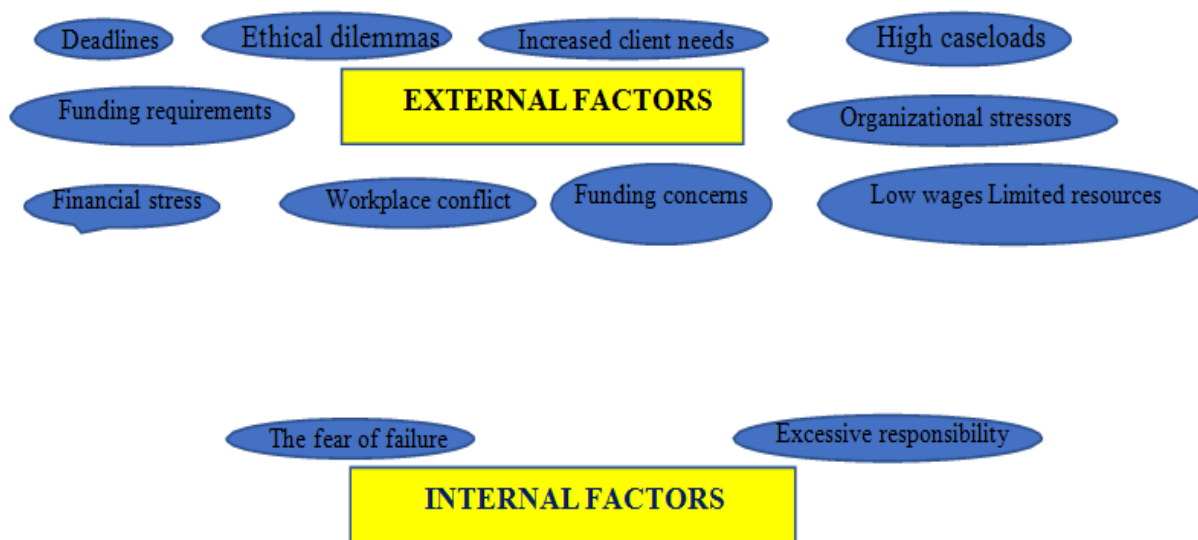 Deadlines
Ethical dilemmas
Increased client needs
High caseloads
EXTERNAL FACTORS
Funding requirements
Organizational stressors
Financial stress
Workplace conflict
Funding concerns
Low wages Limited resources
The fear of failure
Excessive responsibility
INTERNAL FACTORS